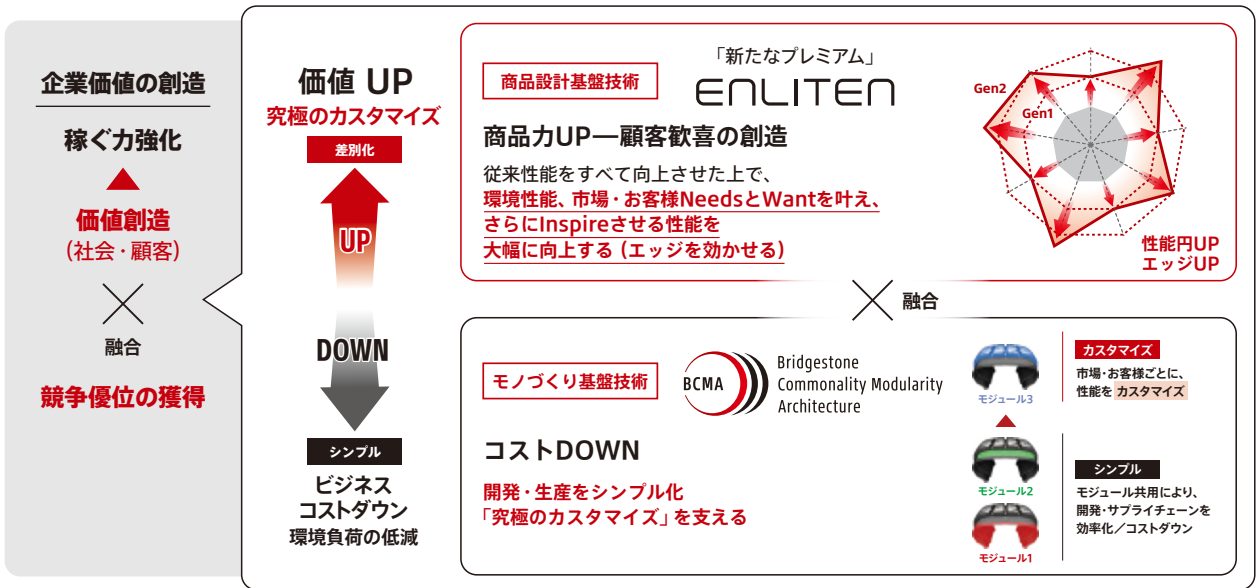 企業価値の創造
稼ぐ力強化
価値創造
(社会・顧客)
融合
競争優位の獲得
価値 UP
究極のカスタマイズ
差別化
UP
DOWN
シンプル
ビジネス
コストダウン
環境負荷の低減
商品設計基盤技術
「新たなプレミアム」
ENLITEN
商品力UP—顧客歓喜の創造
従来性能をすべて向上させた上で、
環境性能、市場・お客様NeedsとWantを叶え、
さらにInspireさせる性能を
大幅に向上する(エッジを効かせる)
Gen2
Gen1
性能円UP
エッジUP
融合
モノづくり基盤技術
BCMA
Bridgestone
Commonality Modularity
Architecture
コストDOWN
開発・生産をシンプル化
「究極のカスタマイズ」を支える
モジュール3
モジュール2
モジュール1
カスタマイズ
市場・お客様ごとに、
性能を カスタマイズ
シンプル
モジュール共用により、
開発・サプライチェーンを
効率化/コストダウン